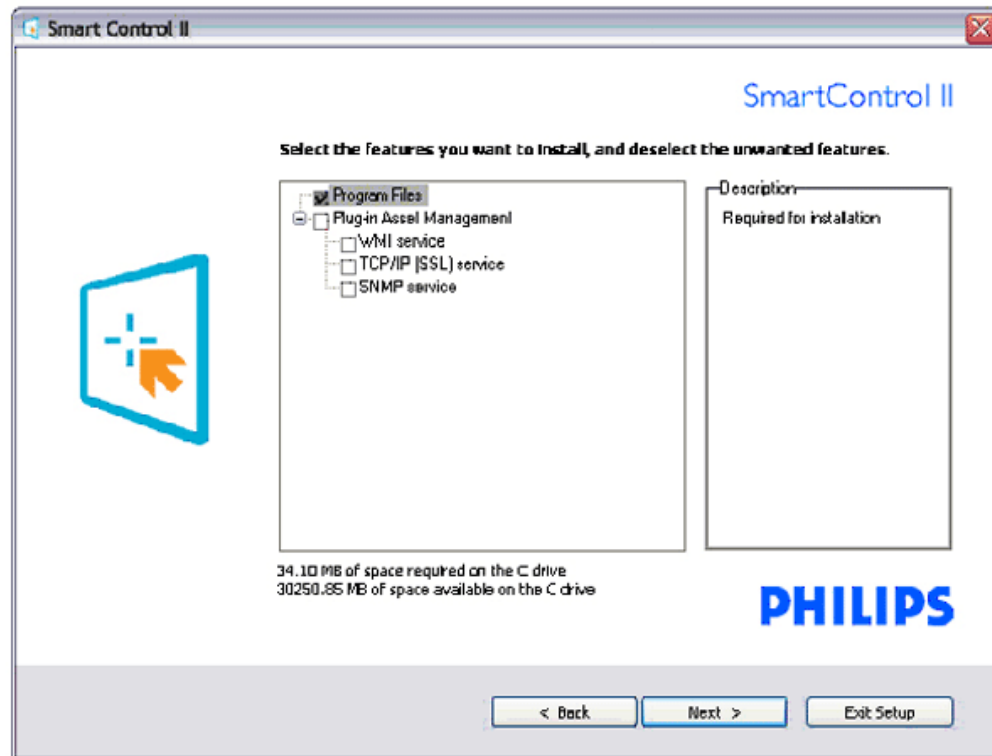 Smart Control II
SmartControl II
Select the features you want to install, and deselect the unwanted features.
Program Files
Plug-in Asset Management
WMI service
TCP/IP (SSL) service
SNMP service
Description
Required for installation
34.10 MB of space required on the C drive
30250.85 MB of space available on the C drive
PHILIPS
< Back
Next >
Exit Setup